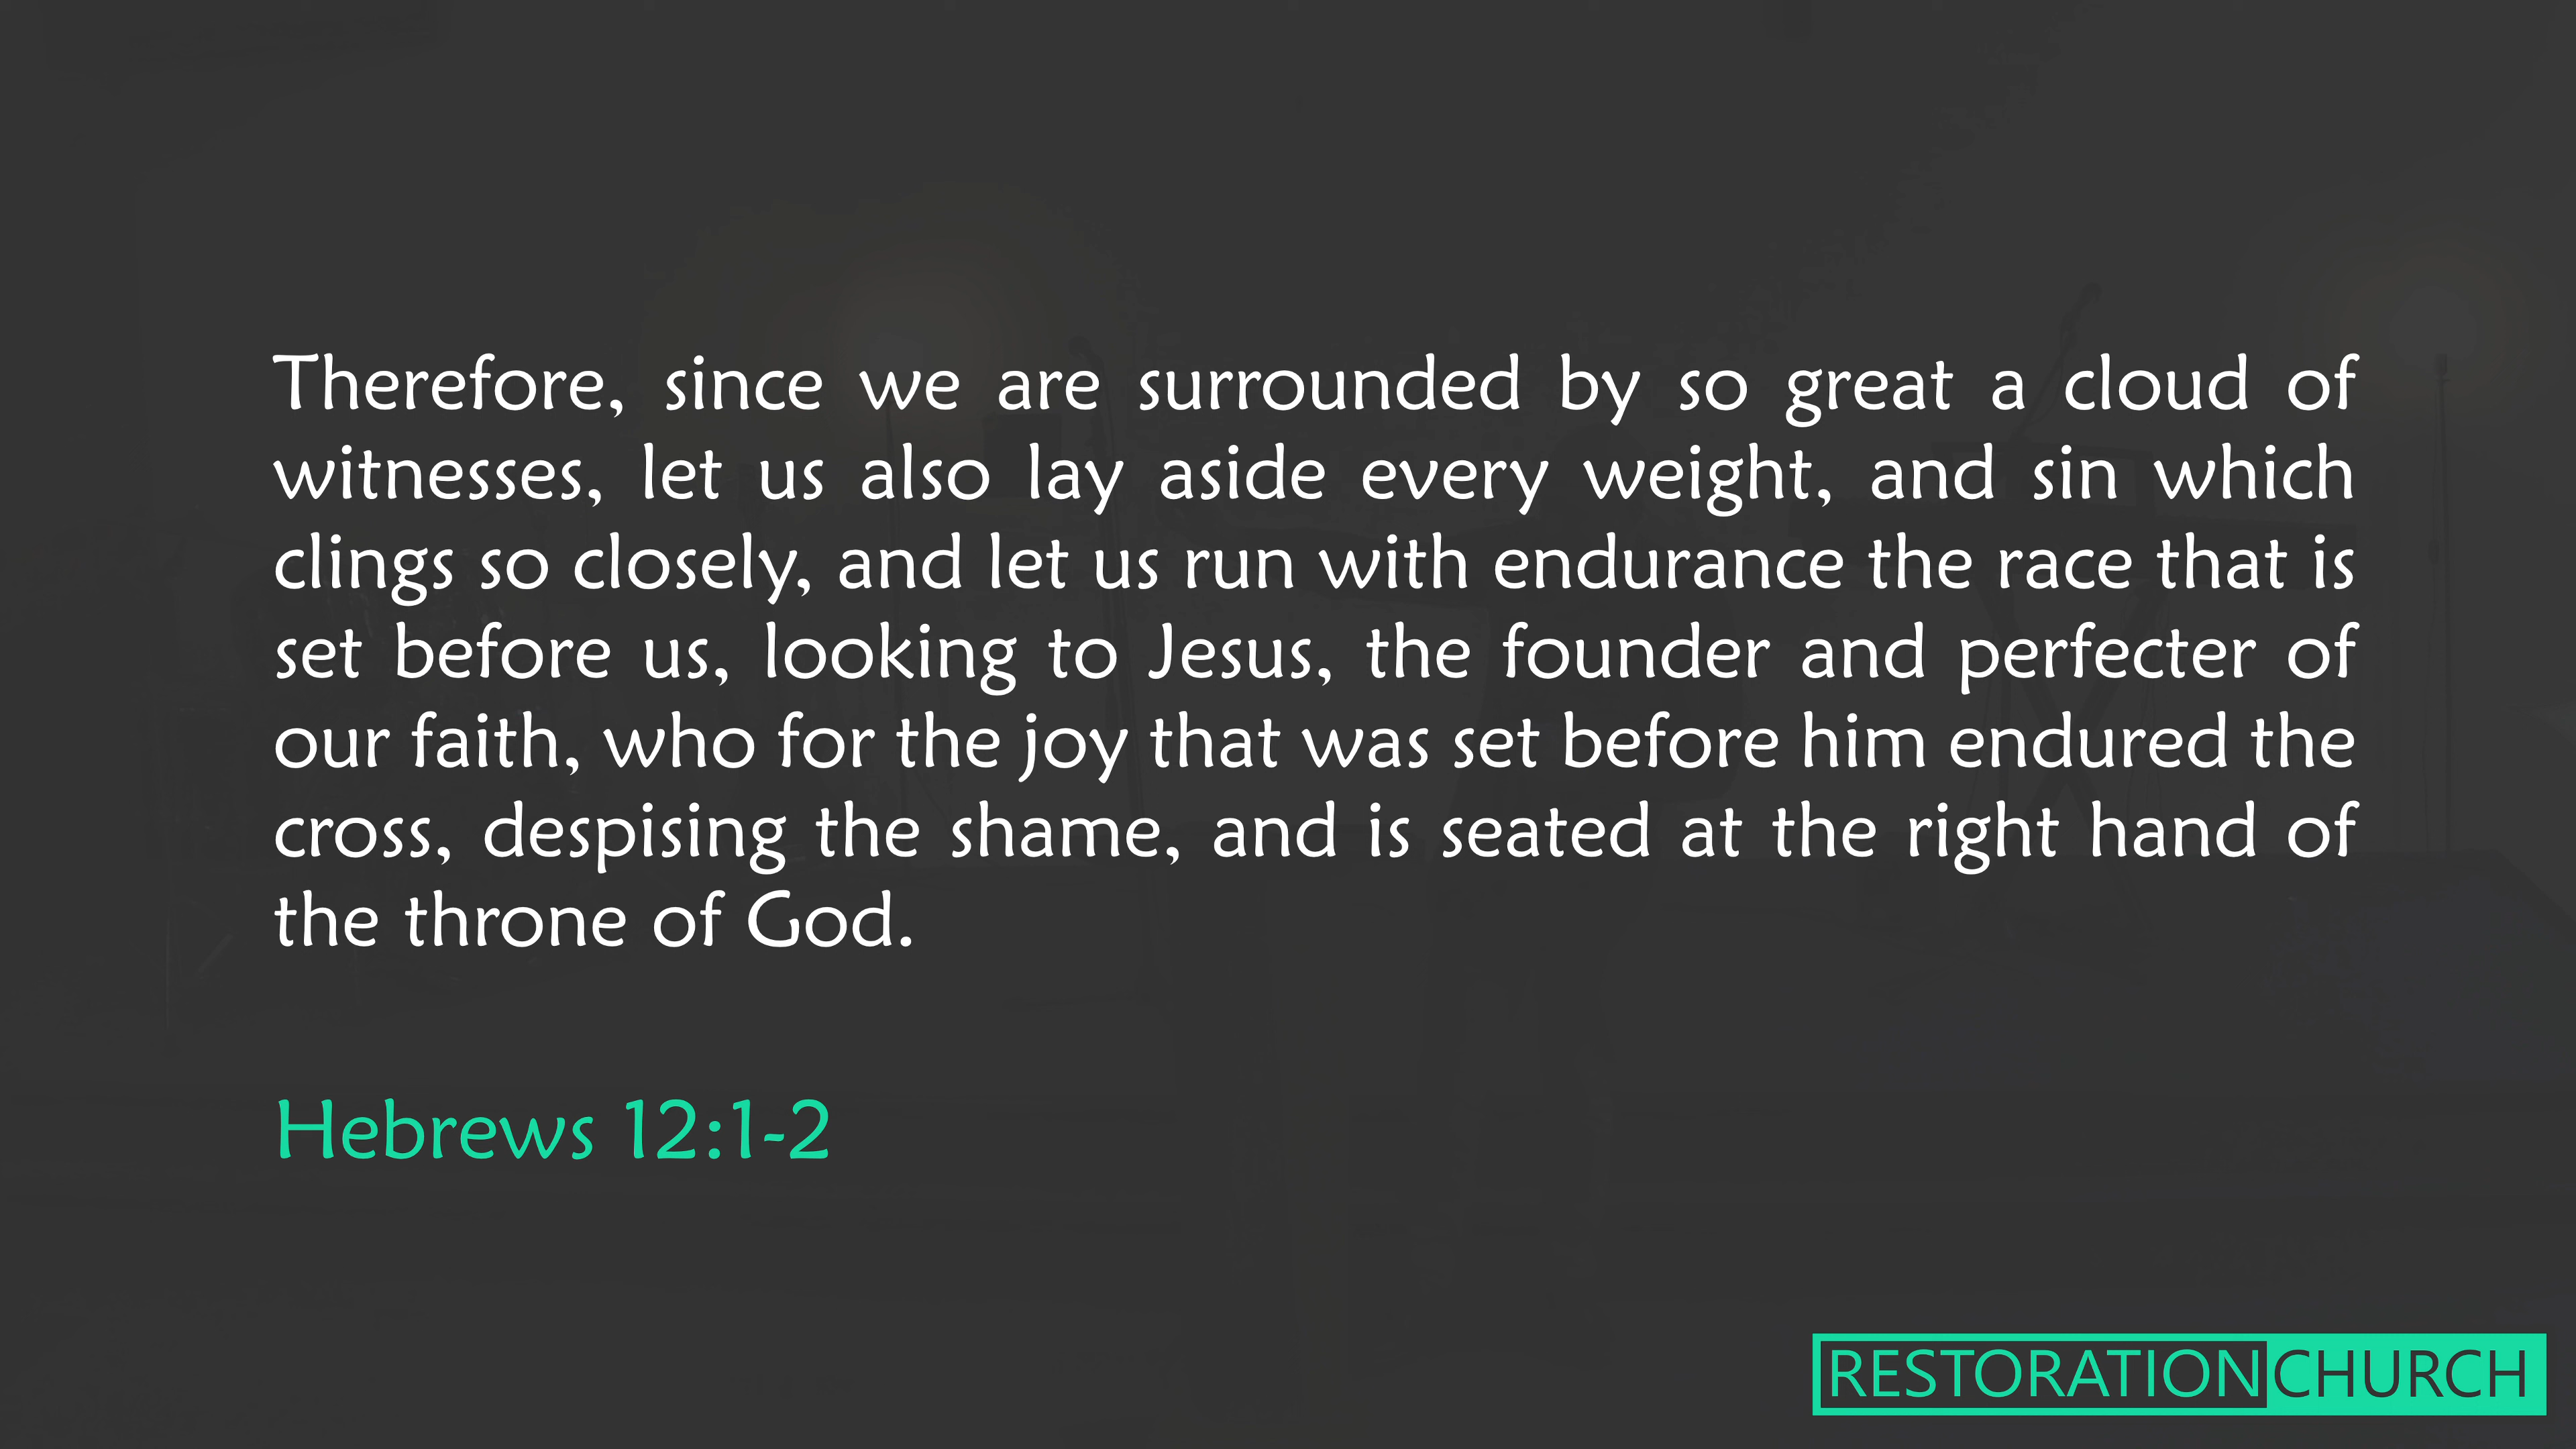 Therefore, since we are surrounded by so great a cloud of
witnesses, let us also lay aside every weight, and sin which
clings so closely, and let us run with endurance the race that is
set before us, looking to Jesus, the founder and perfecter of
our faith, who for the joy that was set before him endured the
cross, despising the shame, and is seated at the right hand of
the throne of God.
Hebrews 12:1-2
RESTORATIONCHURCH